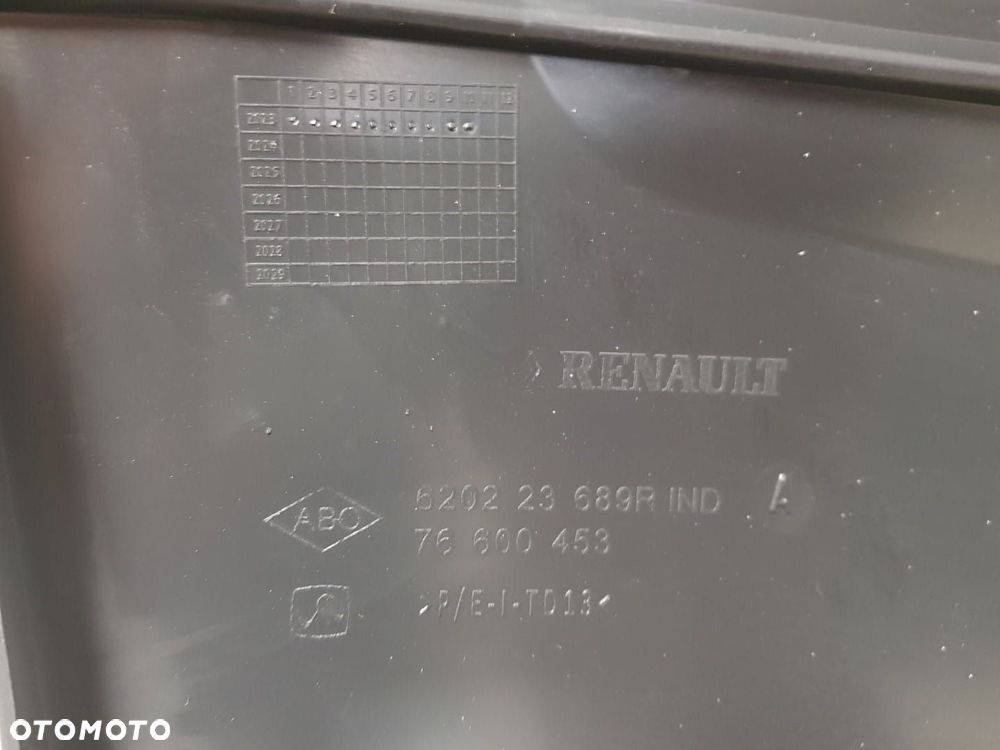 1 2 3 4 5 6 7 8 9 10 11 12
2023
2024
2025
2026
2027
2028
2029
RENAULT
ABO
6202 23 689R IND A
76 600 453
>P/E-I-TD13<
OTOMOTO